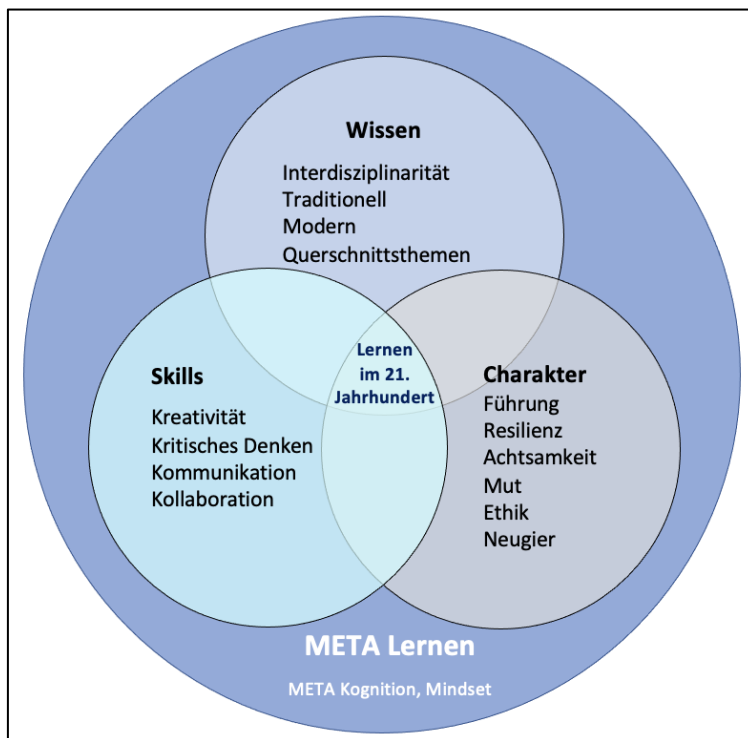 Wissen
Interdisziplinarität
Traditionell
Modern
Querschnittsthemen
Lernen
im 21.
Jahrhundert
Skills
Kreativität
Kritisches Denken
Kommunikation
Kollaboration
Charakter
Führung
Resilienz
Achtsamkeit
Mut
Ethik
Neugier
META Lernen
META Kognition, Mindset